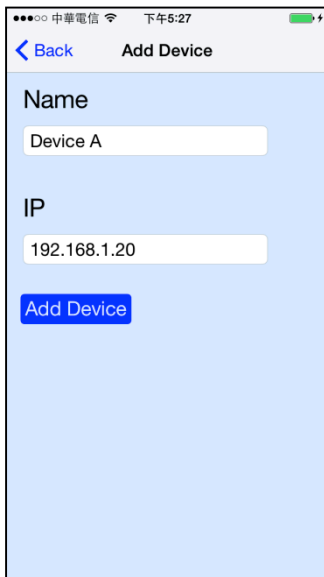 中華電信 下午5:27
Back Add Device
Name
Device A
IP
192.168.1.20
Add Device